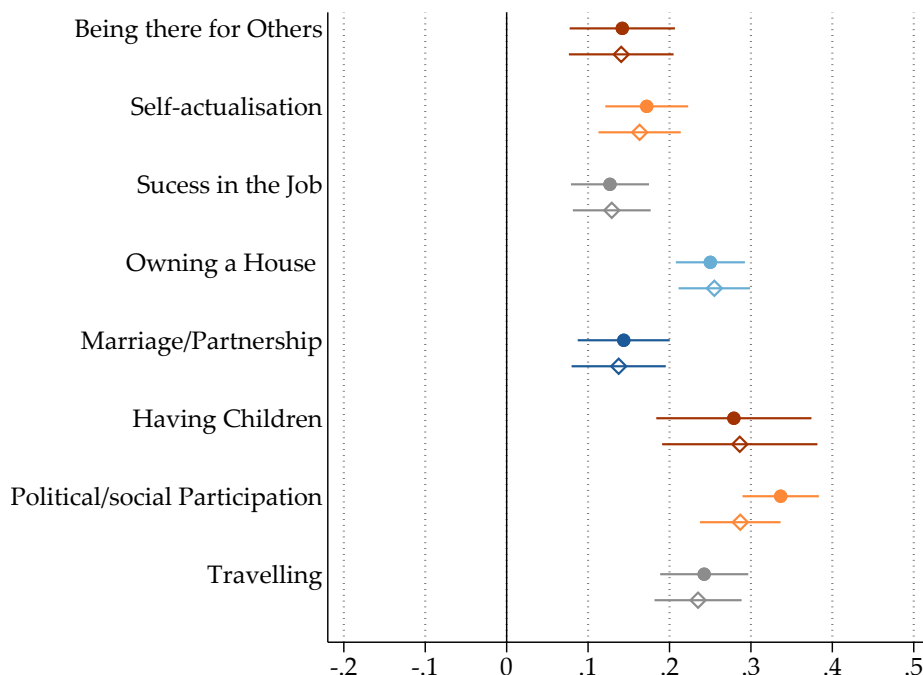 Being there for Others
Self-actualisation
Sucess in the Job
Owning a House
Marriage/Partnership
Having Children
Political/social Participation
Travelling
-.2 -.1 0 .1 .2 .3 .4 .5